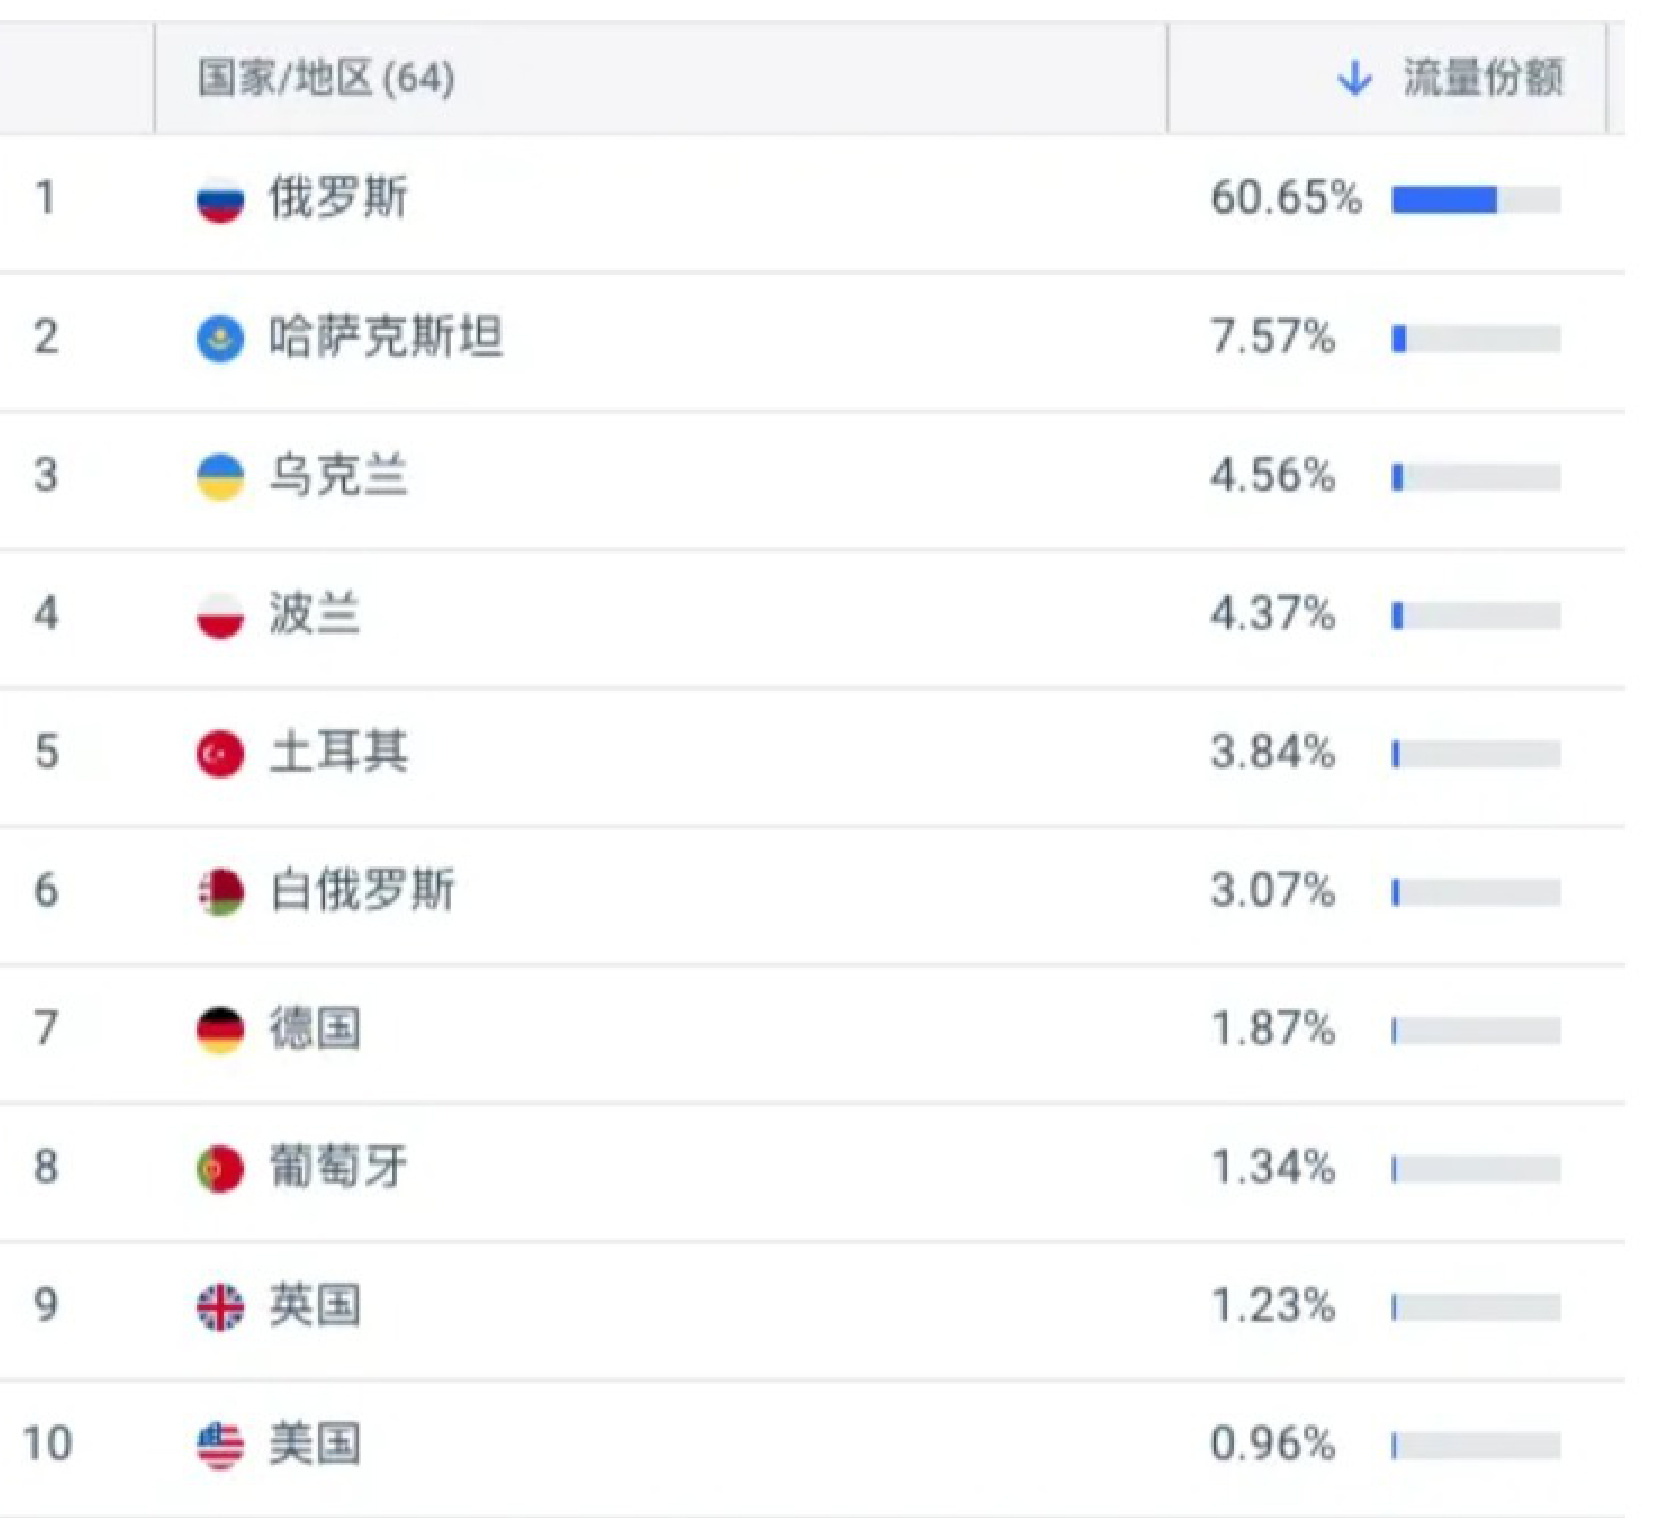 国家/地区 (64) ↓ 流量份额
1 俄罗斯 60.65%
2 哈萨克斯坦 7.57%
3 乌克兰 4.56%
4 波兰 4.37%
5 土耳其 3.84%
6 白俄罗斯 3.07%
7 德国 1.87%
8 葡萄牙 1.34%
9 英国 1.23%
10 美国 0.96%